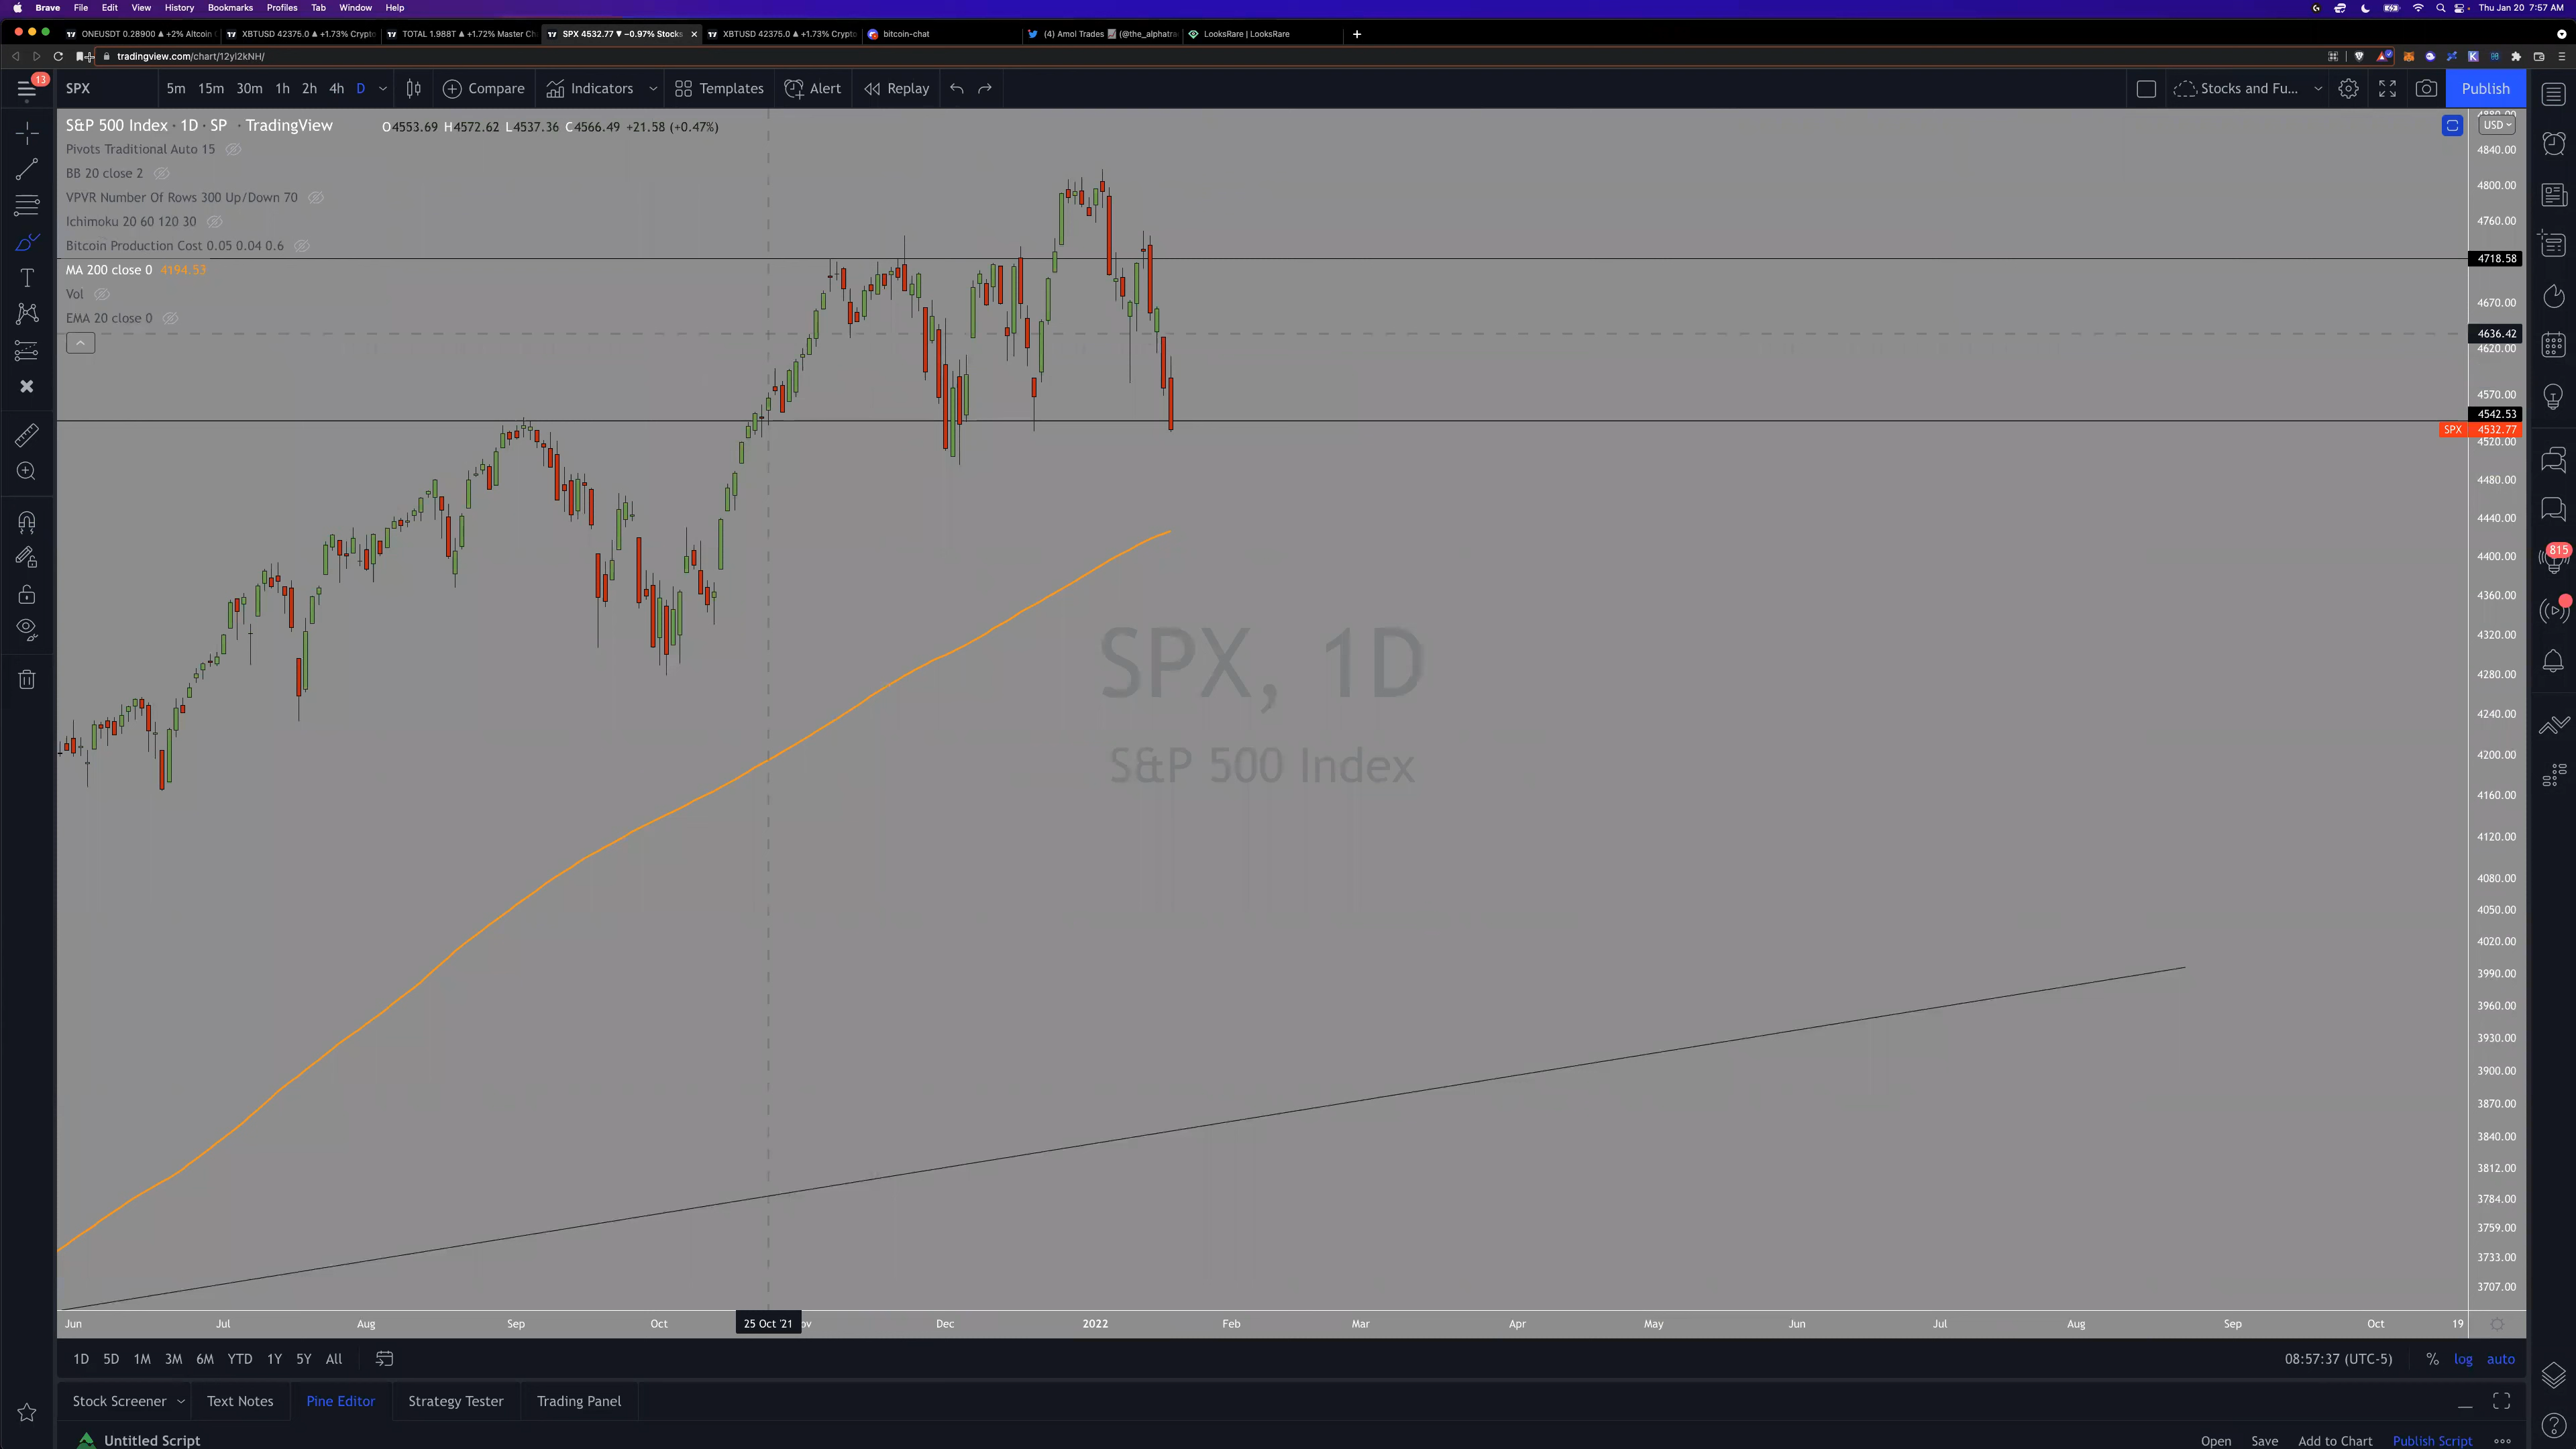 Brave File Edit View History Bookmarks Profiles Tab Window Help Thu Jan 20 7:57 AM
ONEUSDT 0.28900 ▲ +2% Altcoin XBTUSD 42375.0 ▲ +1.73% Crypto TOTAL 1.988T ▲ +1.72% Master Ch SPX 4532.77 ▼ −0.97% Stocks XBTUSD 42375.0 ▲ +1.73% Crypto bitcoin-chat (4) Amol Trades (@the_alphatra LooksRare | LooksRare
tradingview.com/chart/12yl2kNH/
13 SPX 5m 15m 30m 1h 2h 4h D Compare Indicators Templates Alert Replay Stocks and Fu... Publish
S&P 500 Index · 1D · SP · TradingView O4553.69 H4572.62 L4537.36 C4566.49 +21.58 (+0.47%) USD
Pivots Traditional Auto 15
BB 20 close 2
VPVR Number Of Rows 300 Up/Down 70
Ichimoku 20 60 120 30
Bitcoin Production Cost 0.05 0.04 0.6
MA 200 close 0 4194.53
Vol
EMA 20 close 0
4840.00
4800.00
4760.00
4718.58
4670.00
4636.42
4620.00
4570.00
4542.53
SPX 4532.77
4520.00
4480.00
4440.00
4400.00
4360.00
4320.00
4280.00
4240.00
4200.00
4160.00
4120.00
4080.00
4050.00
4020.00
3990.00
3960.00
3930.00
3900.00
3870.00
3840.00
3812.00
3784.00
3759.00
3733.00
3707.00
815
SPX, 1D
S&P 500 Index
Jun Jul Aug Sep Oct 25 Oct '21 Dec 2022 Feb Mar Apr May Jun Jul Aug Sep Oct 19
1D 5D 1M 3M 6M YTD 1Y 5Y All 08:57:37 (UTC-5) % log auto
Stock Screener Text Notes Pine Editor Strategy Tester Trading Panel
Untitled Script Open Save Add to Chart Publish Script